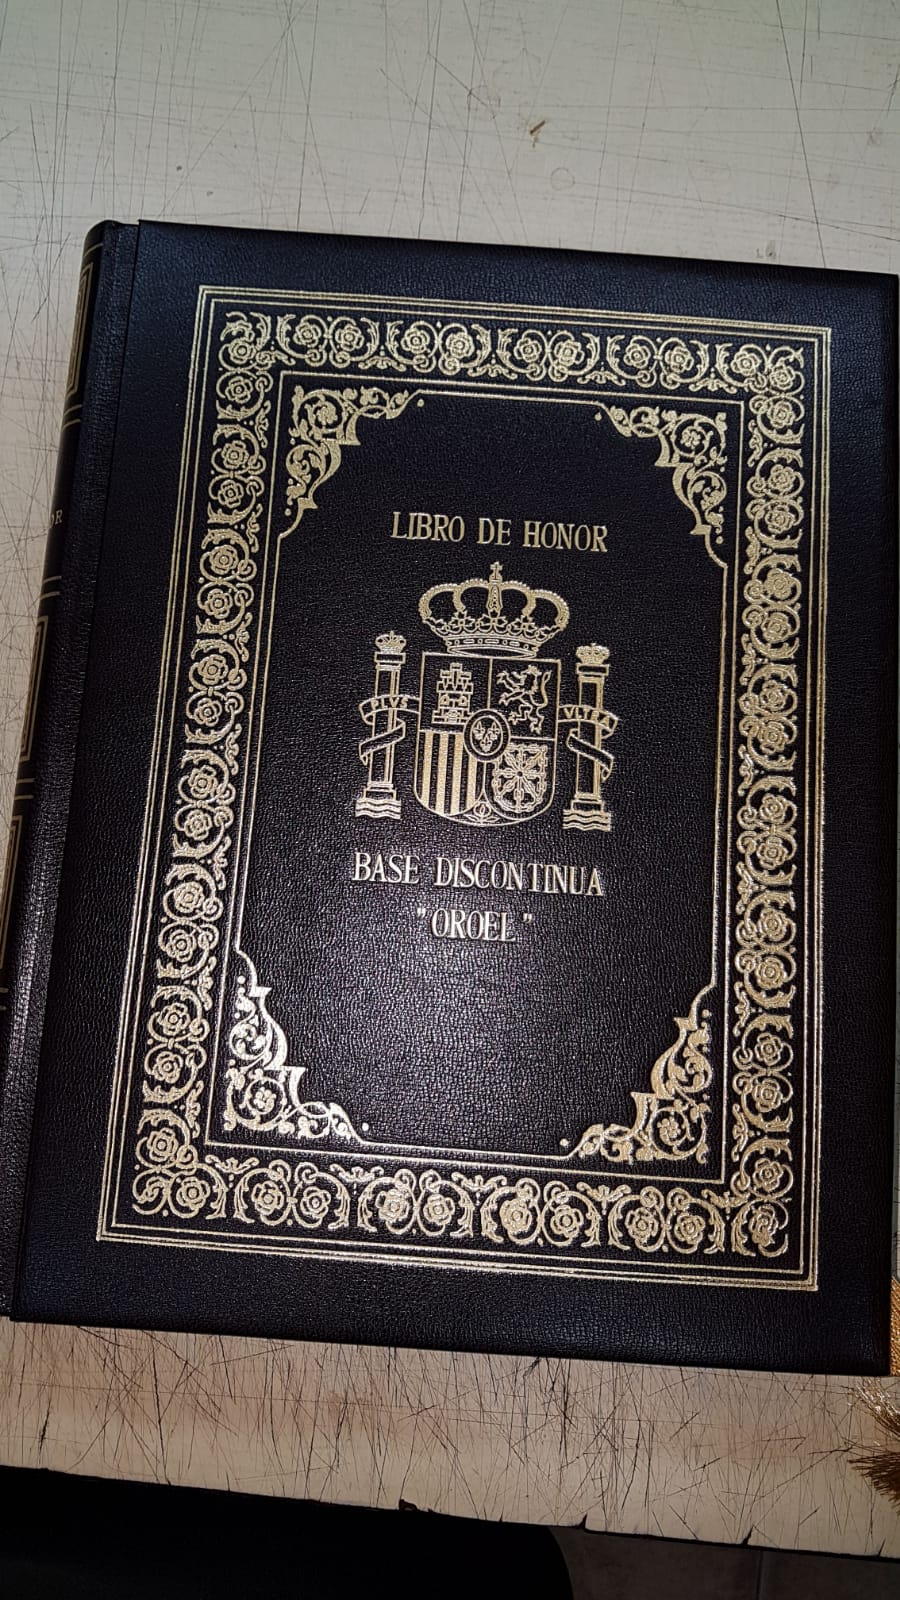 LIBRO DE HONOR
PLVS
VLTRA
BASE DISCONTINUA
"OROEL"